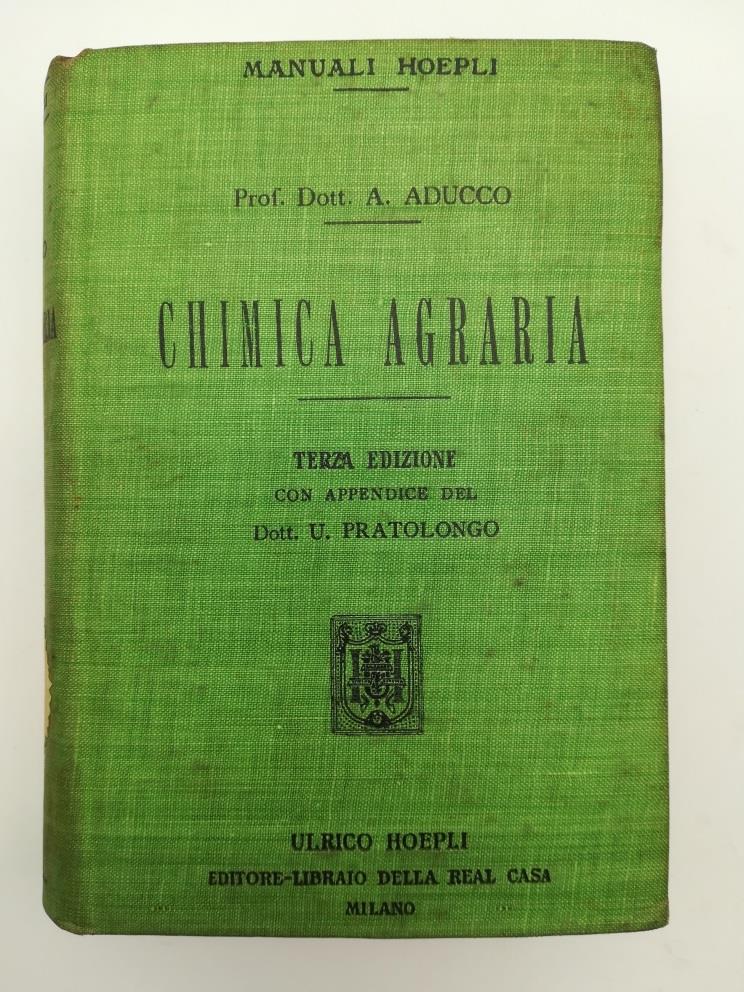 MANUALI HOEPLI
Prof. Dott. A. ADUCCO
CHIMICA AGRARIA
TERZA EDIZIONE
CON APPENDICE DEL
Dott. U. PRATOLONGO
H
ULRICO HOEPLI
EDITORE-LIBRAIO DELLA REAL CASA
MILANO